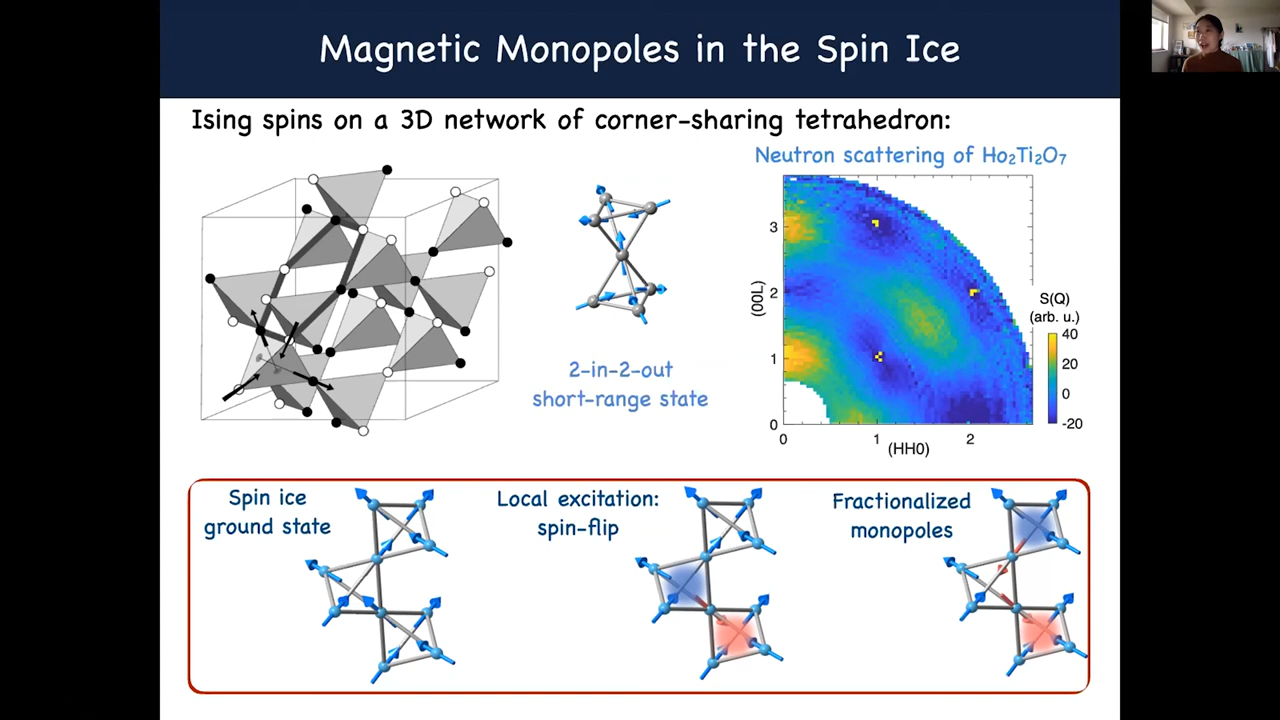 Magnetic Monopoles in the Spin Ice
Ising spins on a 3D network of corner-sharing tetrahedron:
Neutron scattering of Ho₂Ti₂O₇
2-in-2-out
short-range state
(00L)
3
2
1
0
0
1
2
(HH0)
S(Q)
(arb. u.)
40
20
0
-20
Spin ice
ground state
Local excitation:
spin-flip
Fractionalized
monopoles